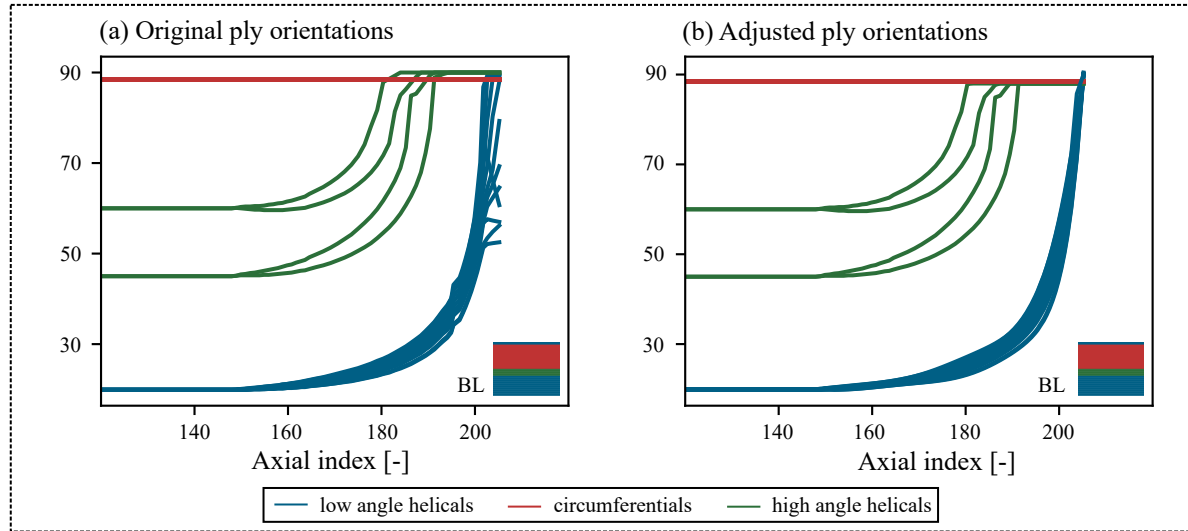 (a) Original ply orientations
90
70
50
30
BL
140 160 180 200
Axial index [-]
(b) Adjusted ply orientations
90
70
50
30
BL
140 160 180 200
Axial index [-]
low angle helicals circumferentials high angle helicals